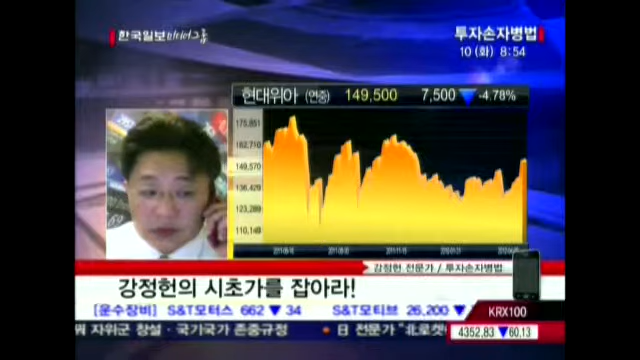 한국일보 미디어그룹
투자손자병법
10 (화) 8:54
현대위아 (연중) 149,500 7,500 ▼ -4.78%
175,851
162,710
149,570
136,429
123,289
110,148
강정헌 전문가 / 투자손자병법
강정헌의 시초가를 잡아라!
[운수장비] S&T모터스 662 ▼ 34 S&T모티브 26,200 ▼
KRX100
4352,83 ▼60,13
자위군 창설·국기국가 존중규정 • 日 전문가 "北로켓